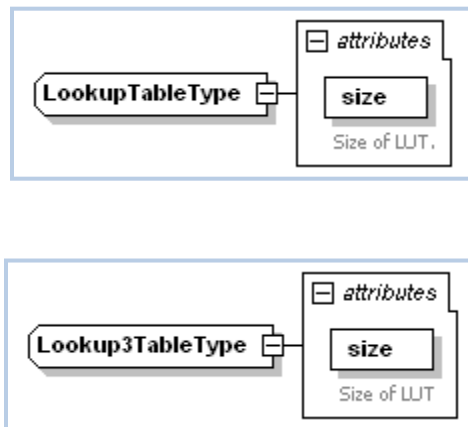 attributes
LookupTableType
size
Size of LUT.
attributes
Lookup3TableType
size
Size of LUT